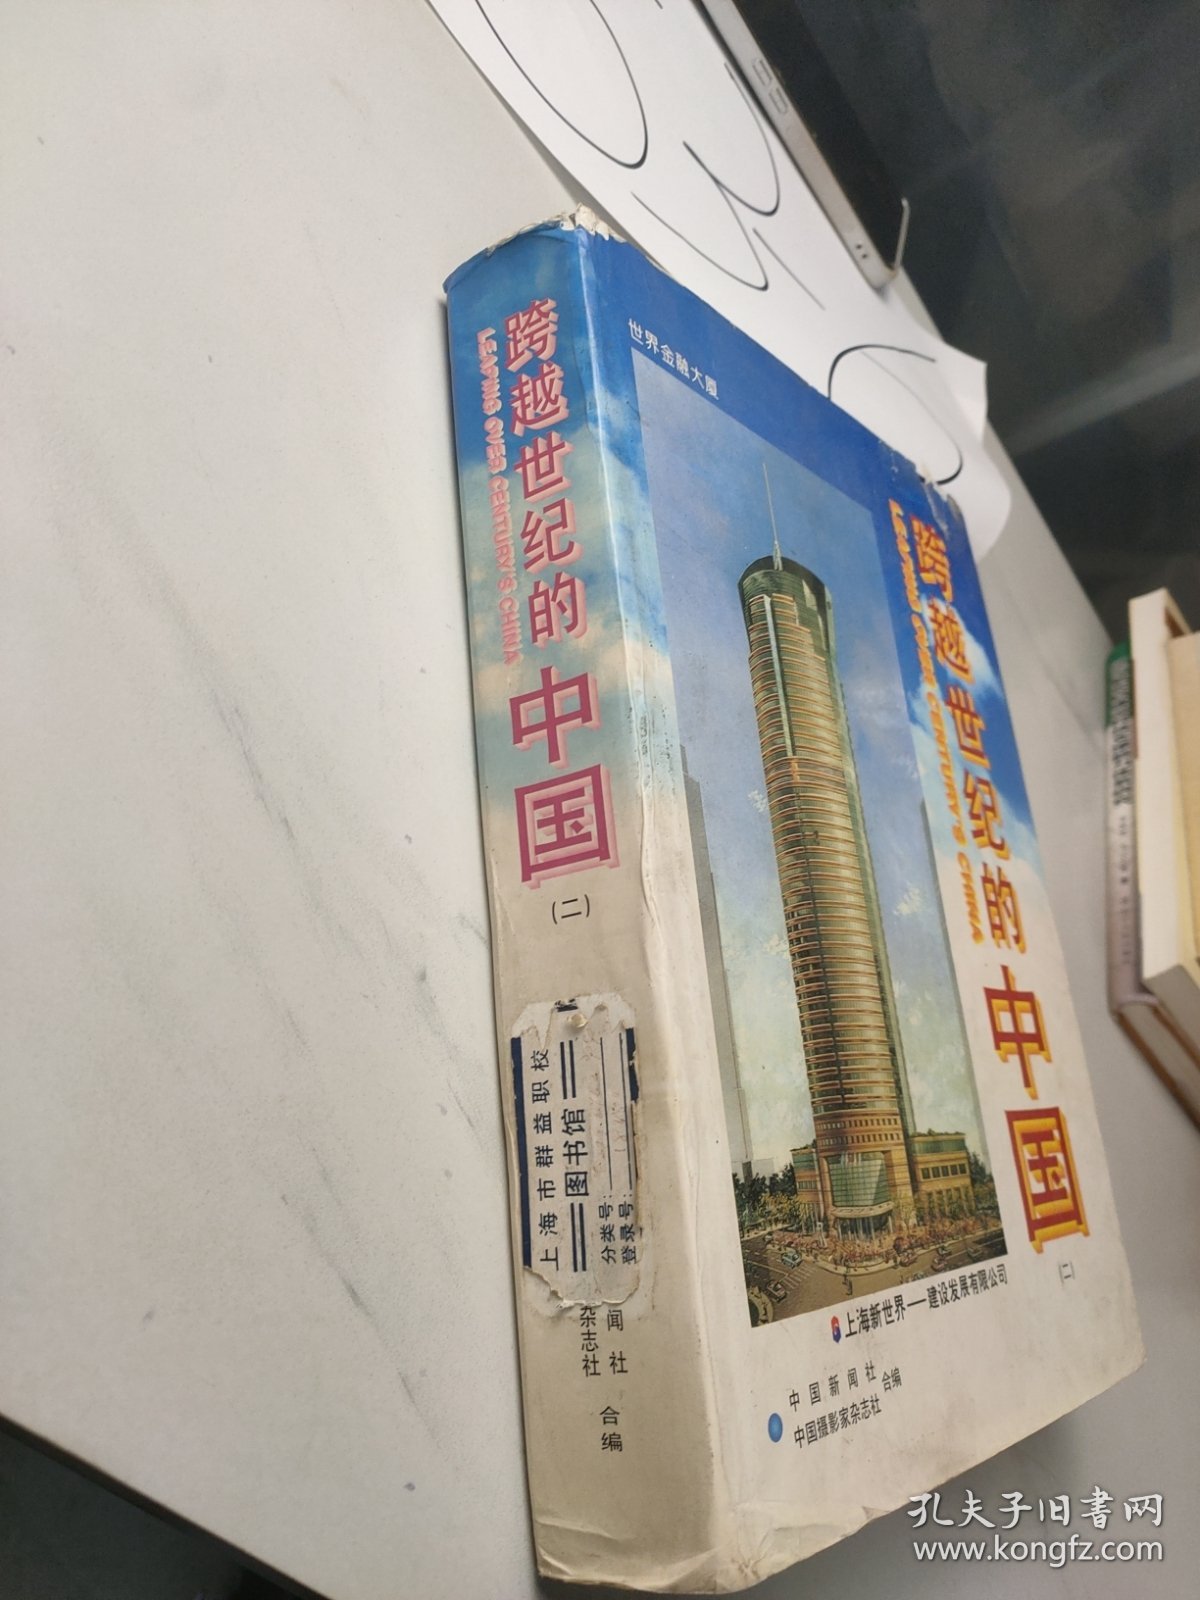 跨越世纪的中国
LEAPING OVER CENTURY'S CHINA
(二)
上海市群益职校
图书馆
分类号:
登录号:
闻社
杂志社
合编
世界金融大厦
跨越世纪的中国
LEAPING OVER CENTURY'S CHINA
(二)
上海新世界——建设发展有限公司
中国新闻社
中国摄影家杂志社
合编
孔夫子旧书网
www.kongfz.com